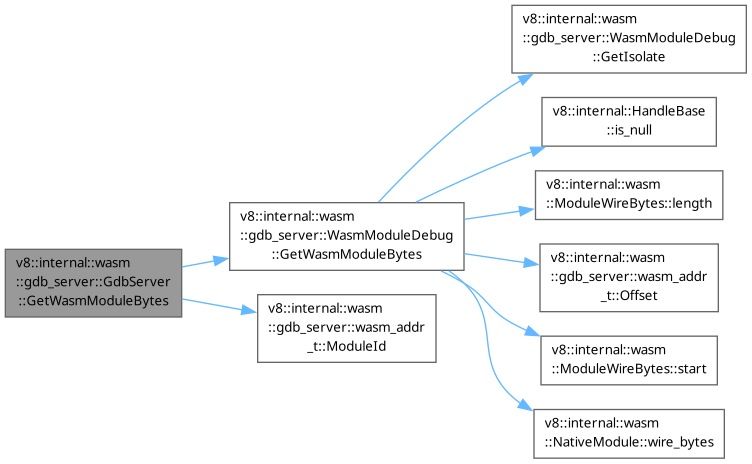 v8::internal::wasm
::gdb_server::GdbServer
::GetWasmModuleBytes
v8::internal::wasm
::gdb_server::WasmModuleDebug
::GetWasmModuleBytes
v8::internal::wasm
::gdb_server::wasm_addr
_t::ModuleId
v8::internal::wasm
::gdb_server::WasmModuleDebug
::GetIsolate
v8::internal::HandleBase
::is_null
v8::internal::wasm
::ModuleWireBytes::length
v8::internal::wasm
::gdb_server::wasm_addr
_t::Offset
v8::internal::wasm
::ModuleWireBytes::start
v8::internal::wasm
::NativeModule::wire_bytes